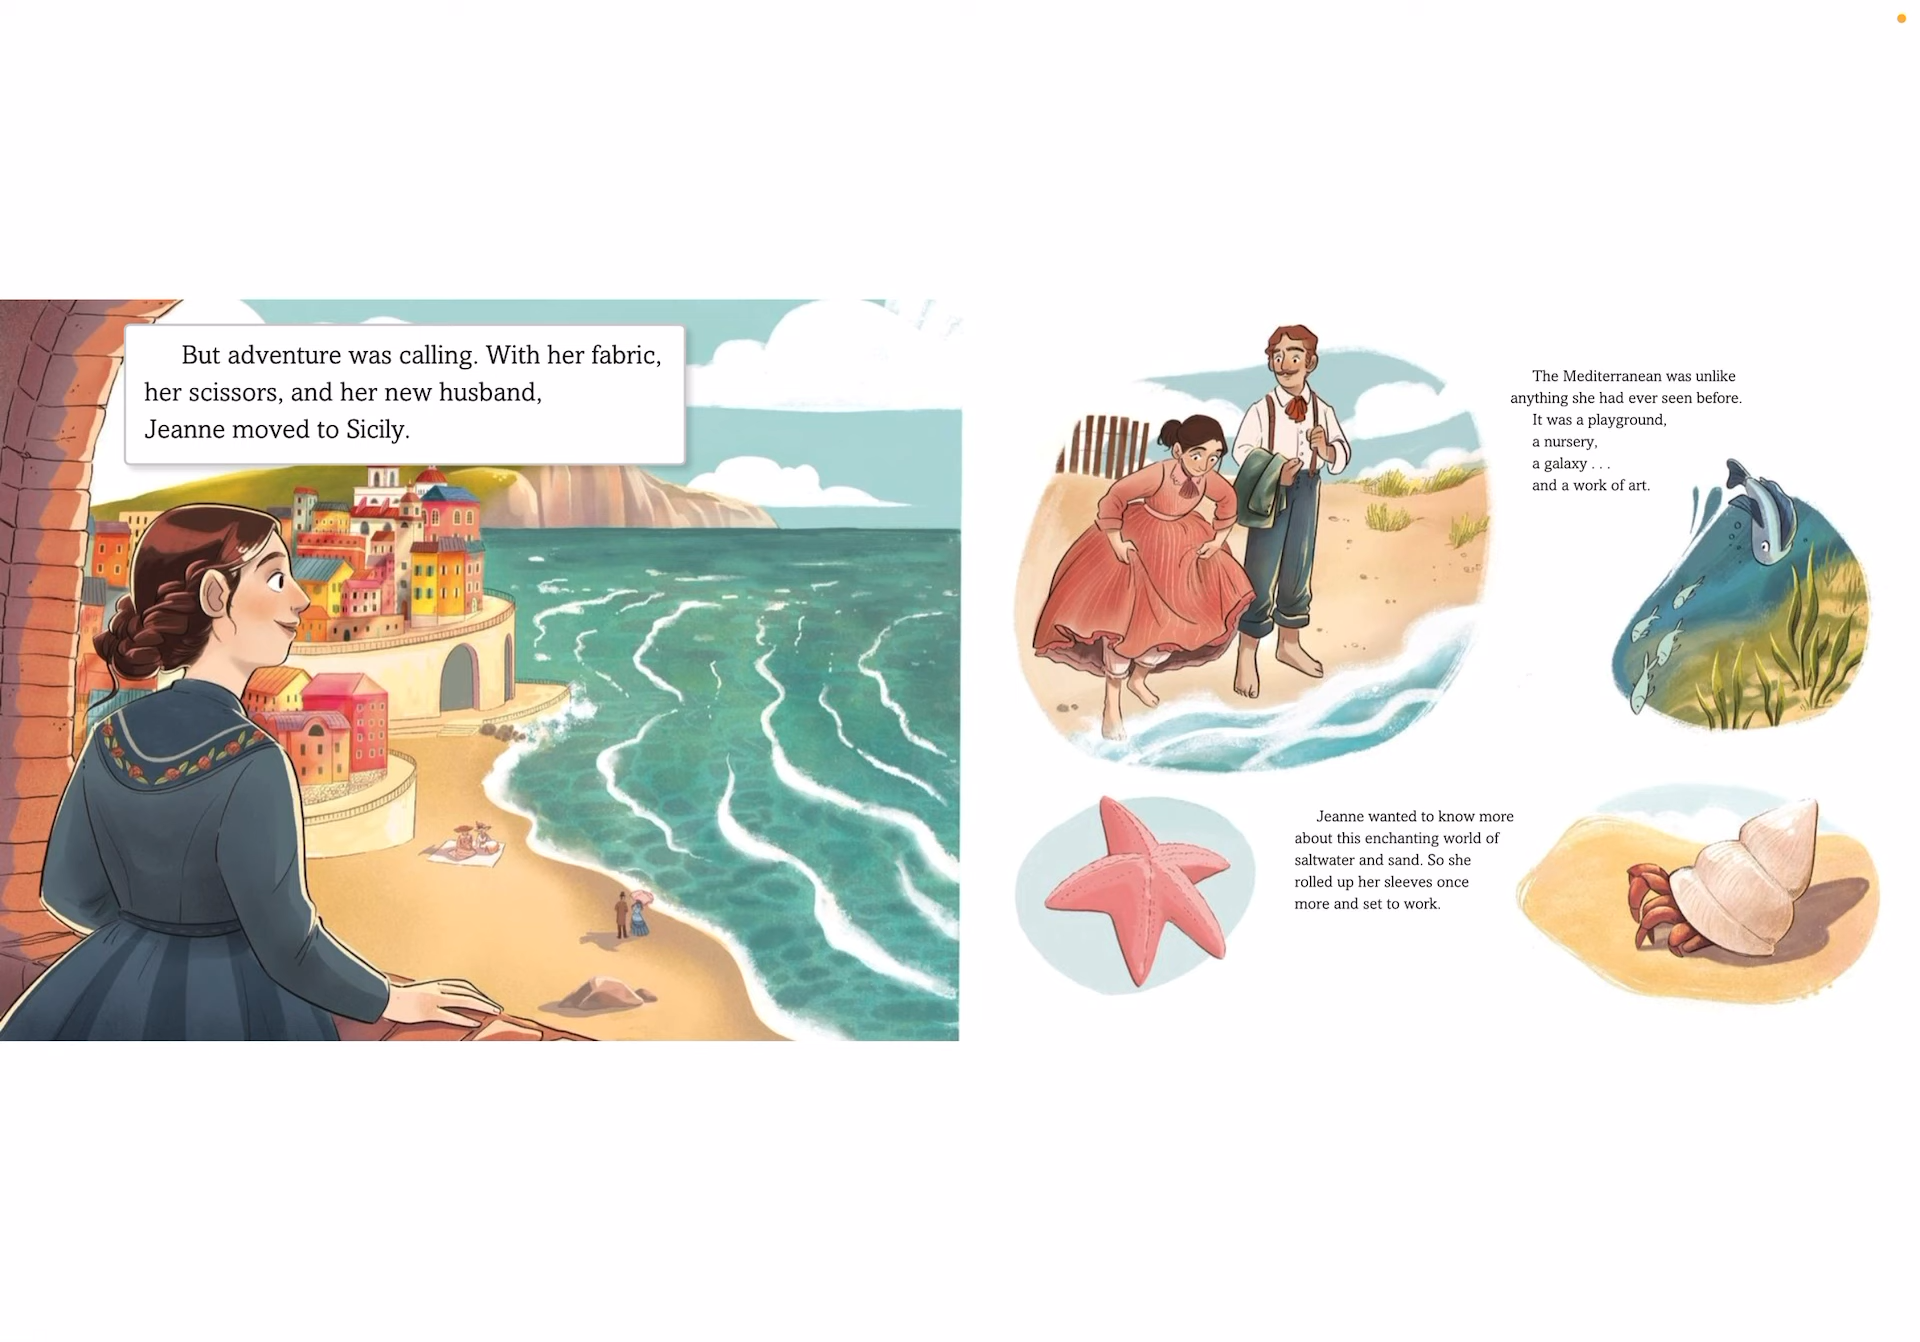 But adventure was calling. With her fabric,
her scissors, and her new husband,
Jeanne moved to Sicily.
The Mediterranean was unlike
anything she had ever seen before.
It was a playground,
a nursery,
a galaxy . . .
and a work of art.
Jeanne wanted to know more
about this enchanting world of
saltwater and sand. So she
rolled up her sleeves once
more and set to work.